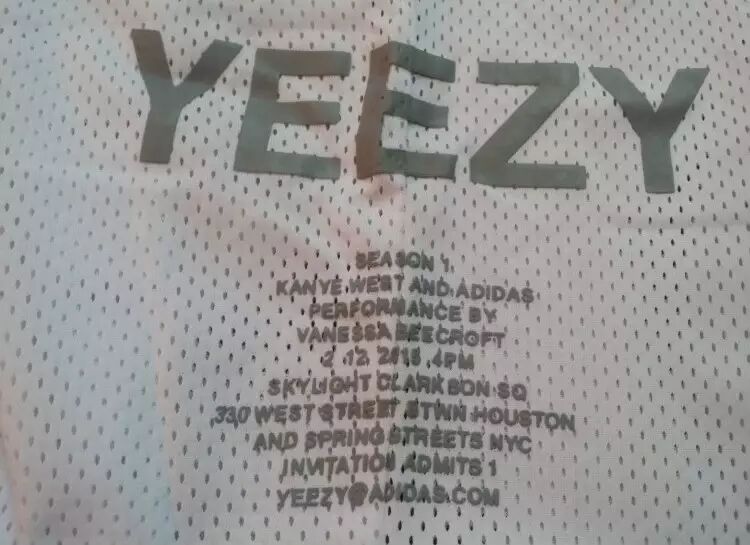 YEEZY
SEASON 1
KANYE WEST AND ADIDAS
PERFORMANCE BY
VANESSA BEECROFT
2.12.2015 4PM
SKYLIGHT CLARKSON SQ
330 WEST STREET BTWN HOUSTON
AND SPRING STREETS NYC
INVITATION ADMITS 1
YEEZY@ADIDAS.COM